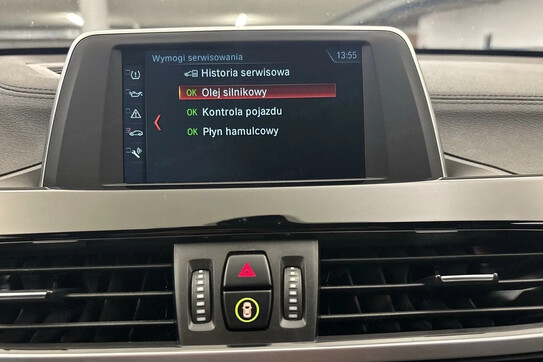 Wymogi serwisowania 13:55
Historia serwisowa
OK Olej silnikowy
OK Kontrola pojazdu
OK Płyn hamulcowy